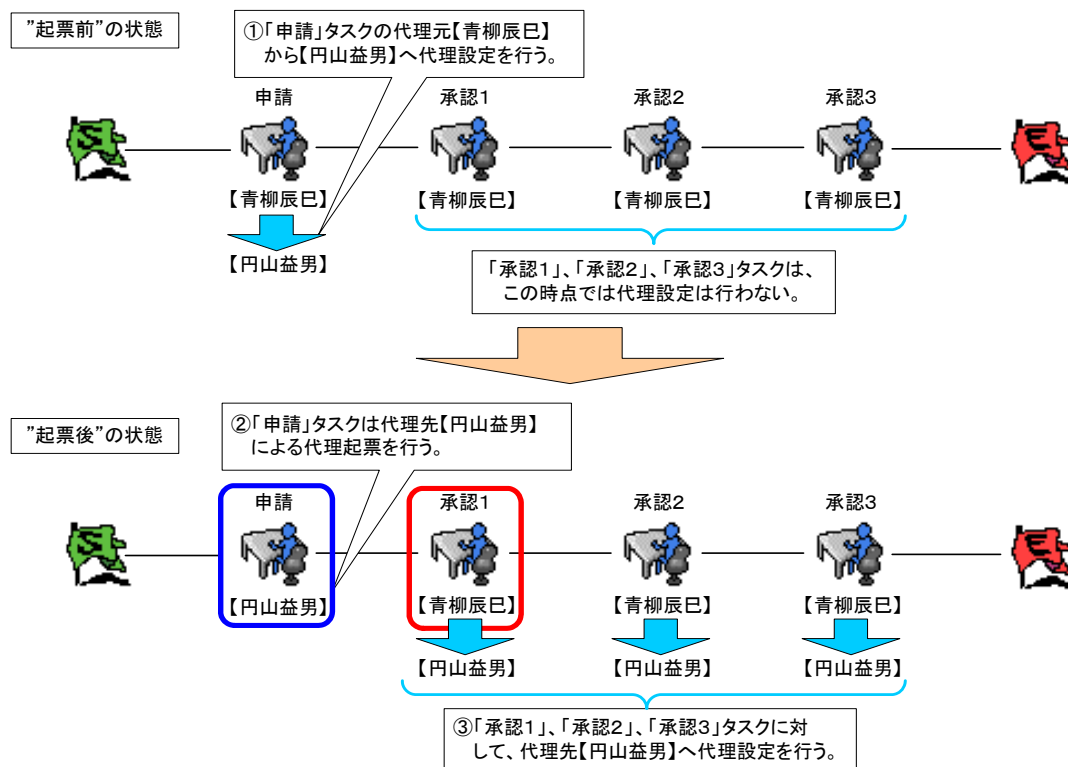 ”起票前”の状態
①「申請」タスクの代理元【青柳辰巳】
から【円山益男】へ代理設定を行う。
申請
承認1
承認2
承認3
S
E
【青柳辰巳】
【青柳辰巳】
【青柳辰巳】
【青柳辰巳】
【円山益男】
「承認1」、「承認2」、「承認3」タスクは、
この時点では代理設定は行わない。
”起票後”の状態
②「申請」タスクは代理先【円山益男】
による代理起票を行う。
申請
承認1
承認2
承認3
S
E
【円山益男】
【青柳辰巳】
【青柳辰巳】
【青柳辰巳】
【円山益男】
【円山益男】
【円山益男】
③「承認1」、「承認2」、「承認3」タスクに対
して、代理先【円山益男】へ代理設定を行う。